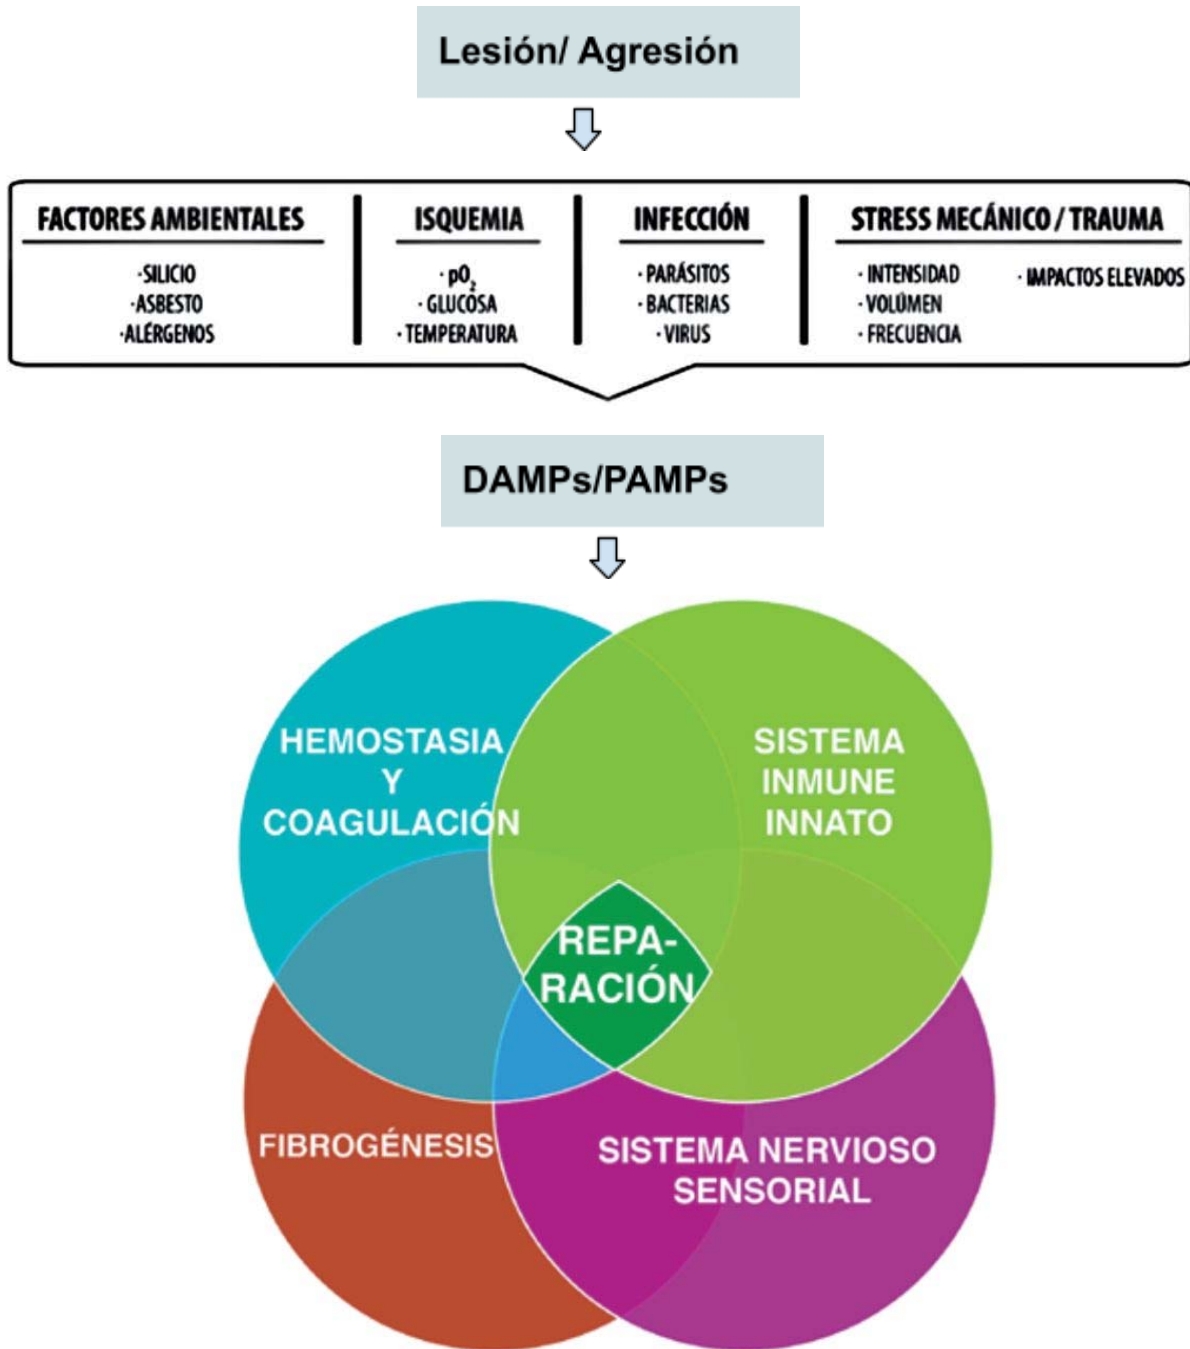 Lesión/ Agresión
FACTORES AMBIENTALES
·SILICIO
·ASBESTO
·ALÉRGENOS
ISQUEMIA
· pO₂
· GLUCOSA
· TEMPERATURA
INFECCIÓN
· PARÁSITOS
· BACTERIAS
· VIRUS
STRESS MECÁNICO / TRAUMA
· INTENSIDAD
· VOLÚMEN
· FRECUENCIA
· IMPACTOS ELEVADOS
DAMPs/PAMPs
HEMOSTASIA
Y
COAGULACIÓN
SISTEMA
INMUNE
INNATO
REPA-
RACIÓN
FIBROGÉNESIS
SISTEMA NERVIOSO
SENSORIAL